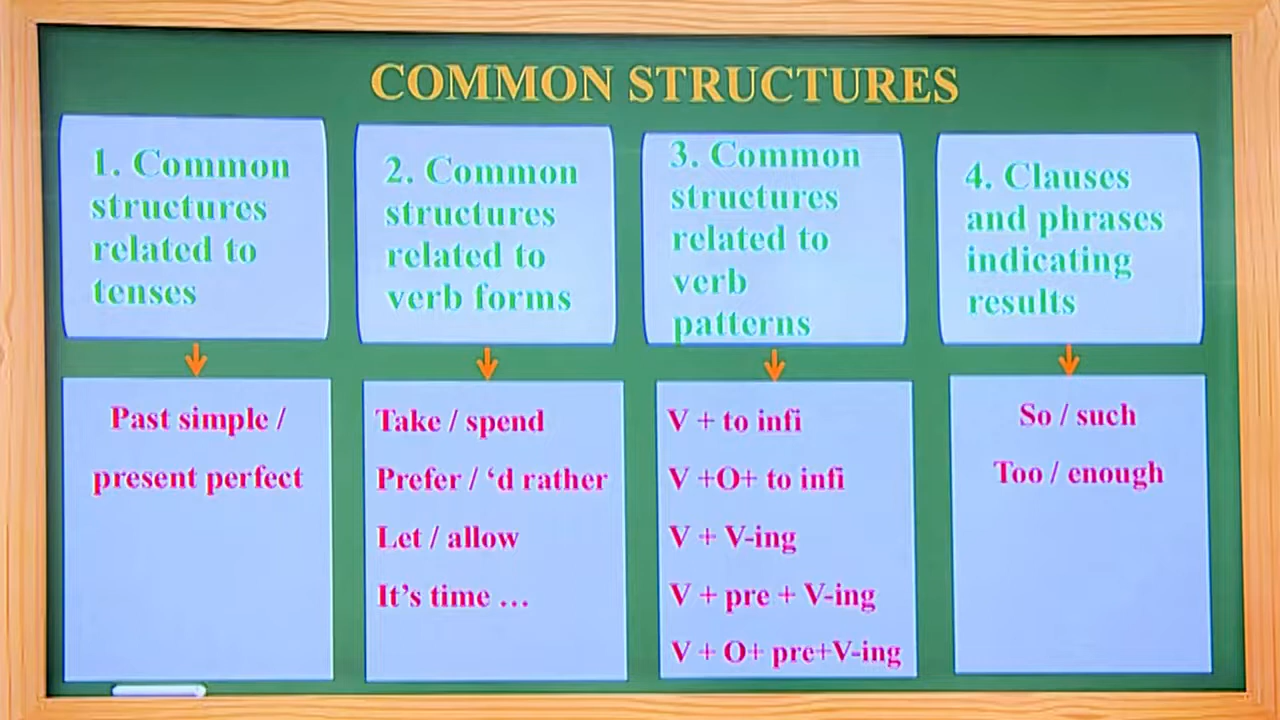 COMMON STRUCTURES
1. Common
structures
related to
tenses
2. Common
structures
related to
verb forms
3. Common
structures
related to
verb
patterns
4. Clauses
and phrases
indicating
results
Past simple /
present perfect
Take / spend
Prefer / ‘d rather
Let / allow
It’s time …
V + to infi
V +O+ to infi
V + V-ing
V + pre + V-ing
V + O+ pre+V-ing
So / such
Too / enough